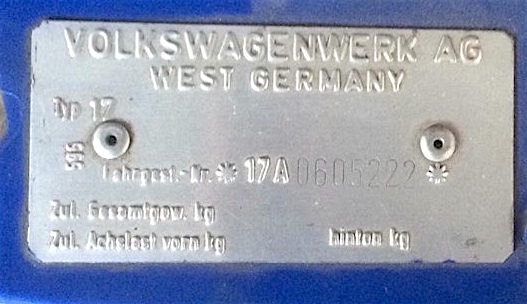 VOLKSWAGENWERK AG
WEST GERMANY
Typ 17
Fahrgest.-Nr. * 17A 0605222 *
Zul. Gesamtgew. kg
Zul. Achslast vorn kg hinten kg